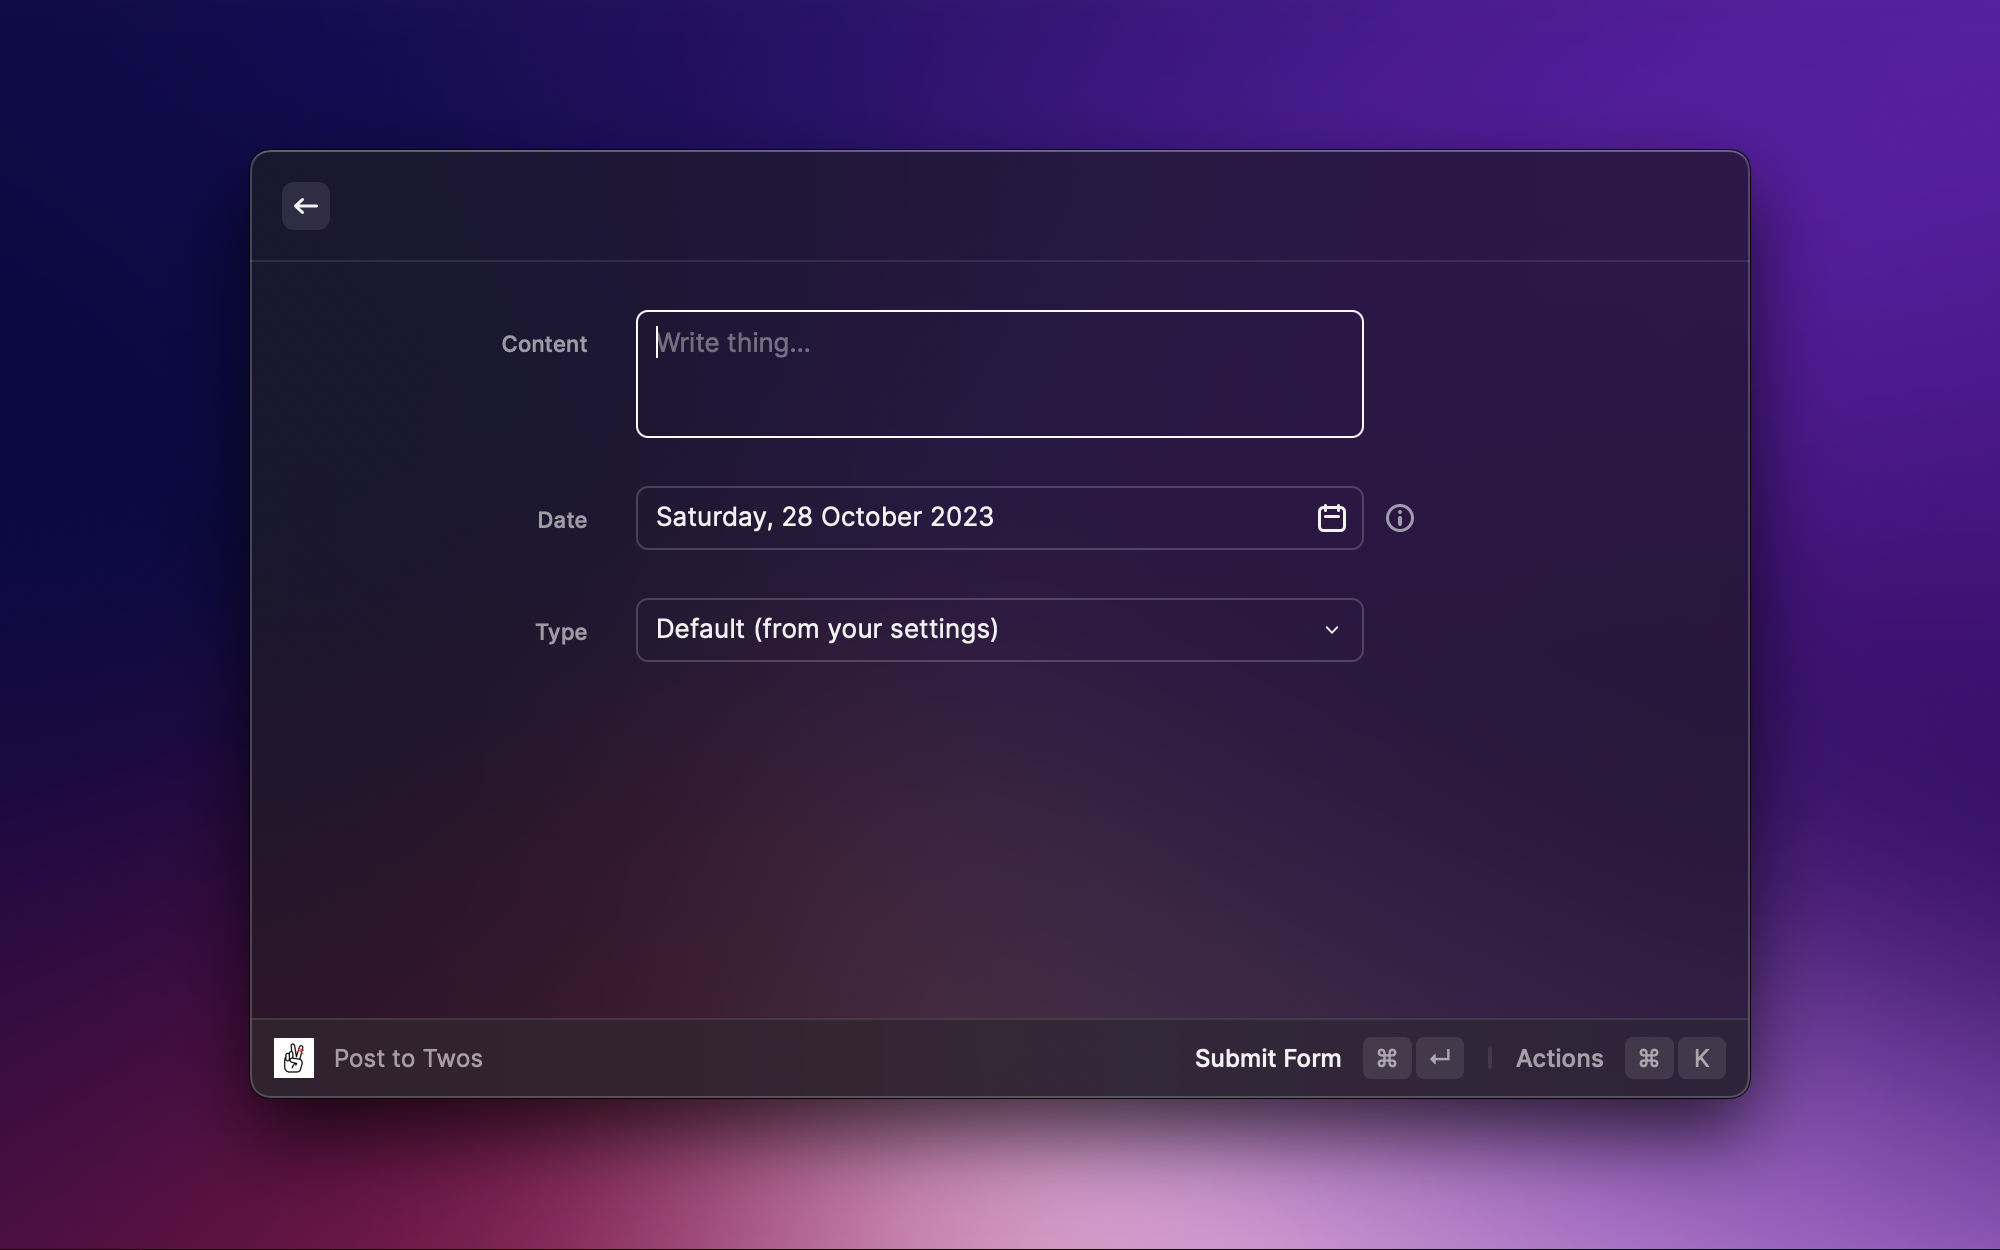 Content
Write thing...
Date
Saturday, 28 October 2023
Type
Default (from your settings)
Post to Twos
Submit Form ⌘ ↵
Actions ⌘ K